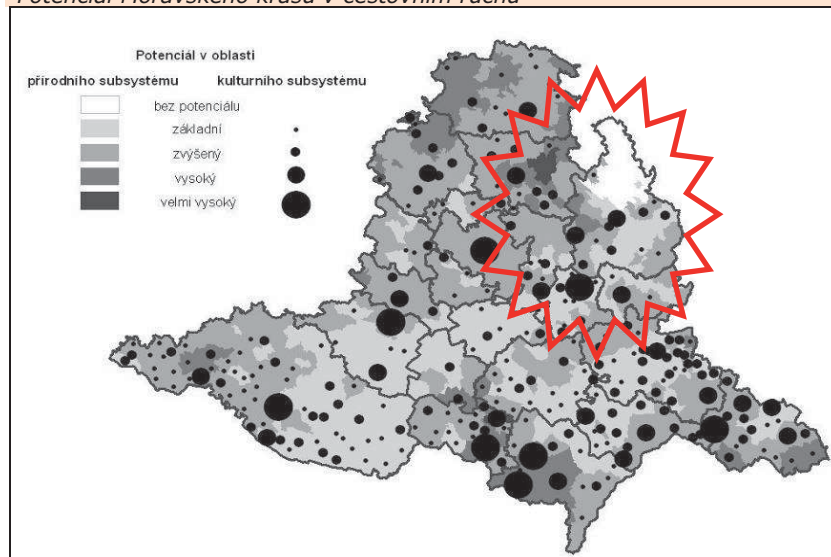 Potenciál Moravského krasu v cestovním ruchu
Potenciál v oblasti
přírodního subsystému kulturního subsystému
bez potenciálu
základní
zvýšený
vysoký
velmi vysoký